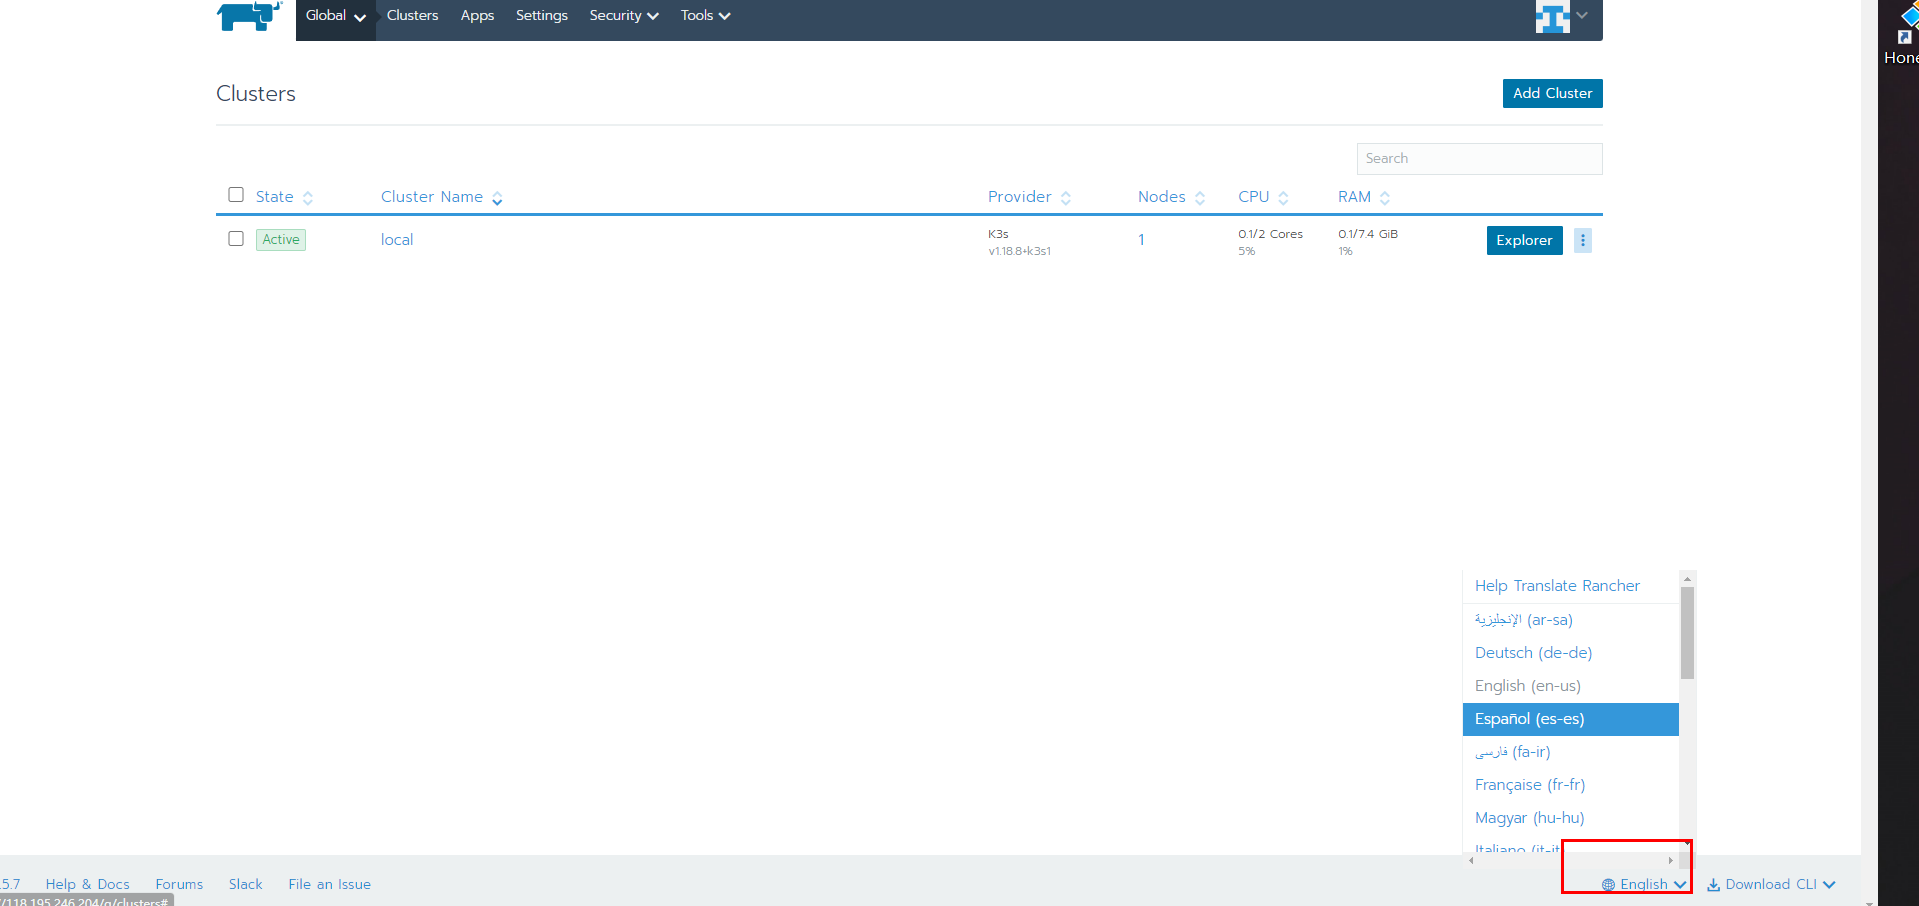 Global Clusters Apps Settings Security Tools
Hone
Clusters
Add Cluster
Search
State Cluster Name Provider Nodes CPU RAM
Active local K3s 1 0.1/2 Cores 0.1/7.4 GiB Explorer
v1.18.8+k3s1 5% 1%
Help Translate Rancher
الإنجليزية (ar-sa)
Deutsch (de-de)
English (en-us)
Español (es-es)
فارسی (fa-ir)
Française (fr-fr)
Magyar (hu-hu)
Italiano (it-it
.5.7 Help & Docs Forums Slack File an Issue English Download CLI
/118.195.246.204/g/clusters#